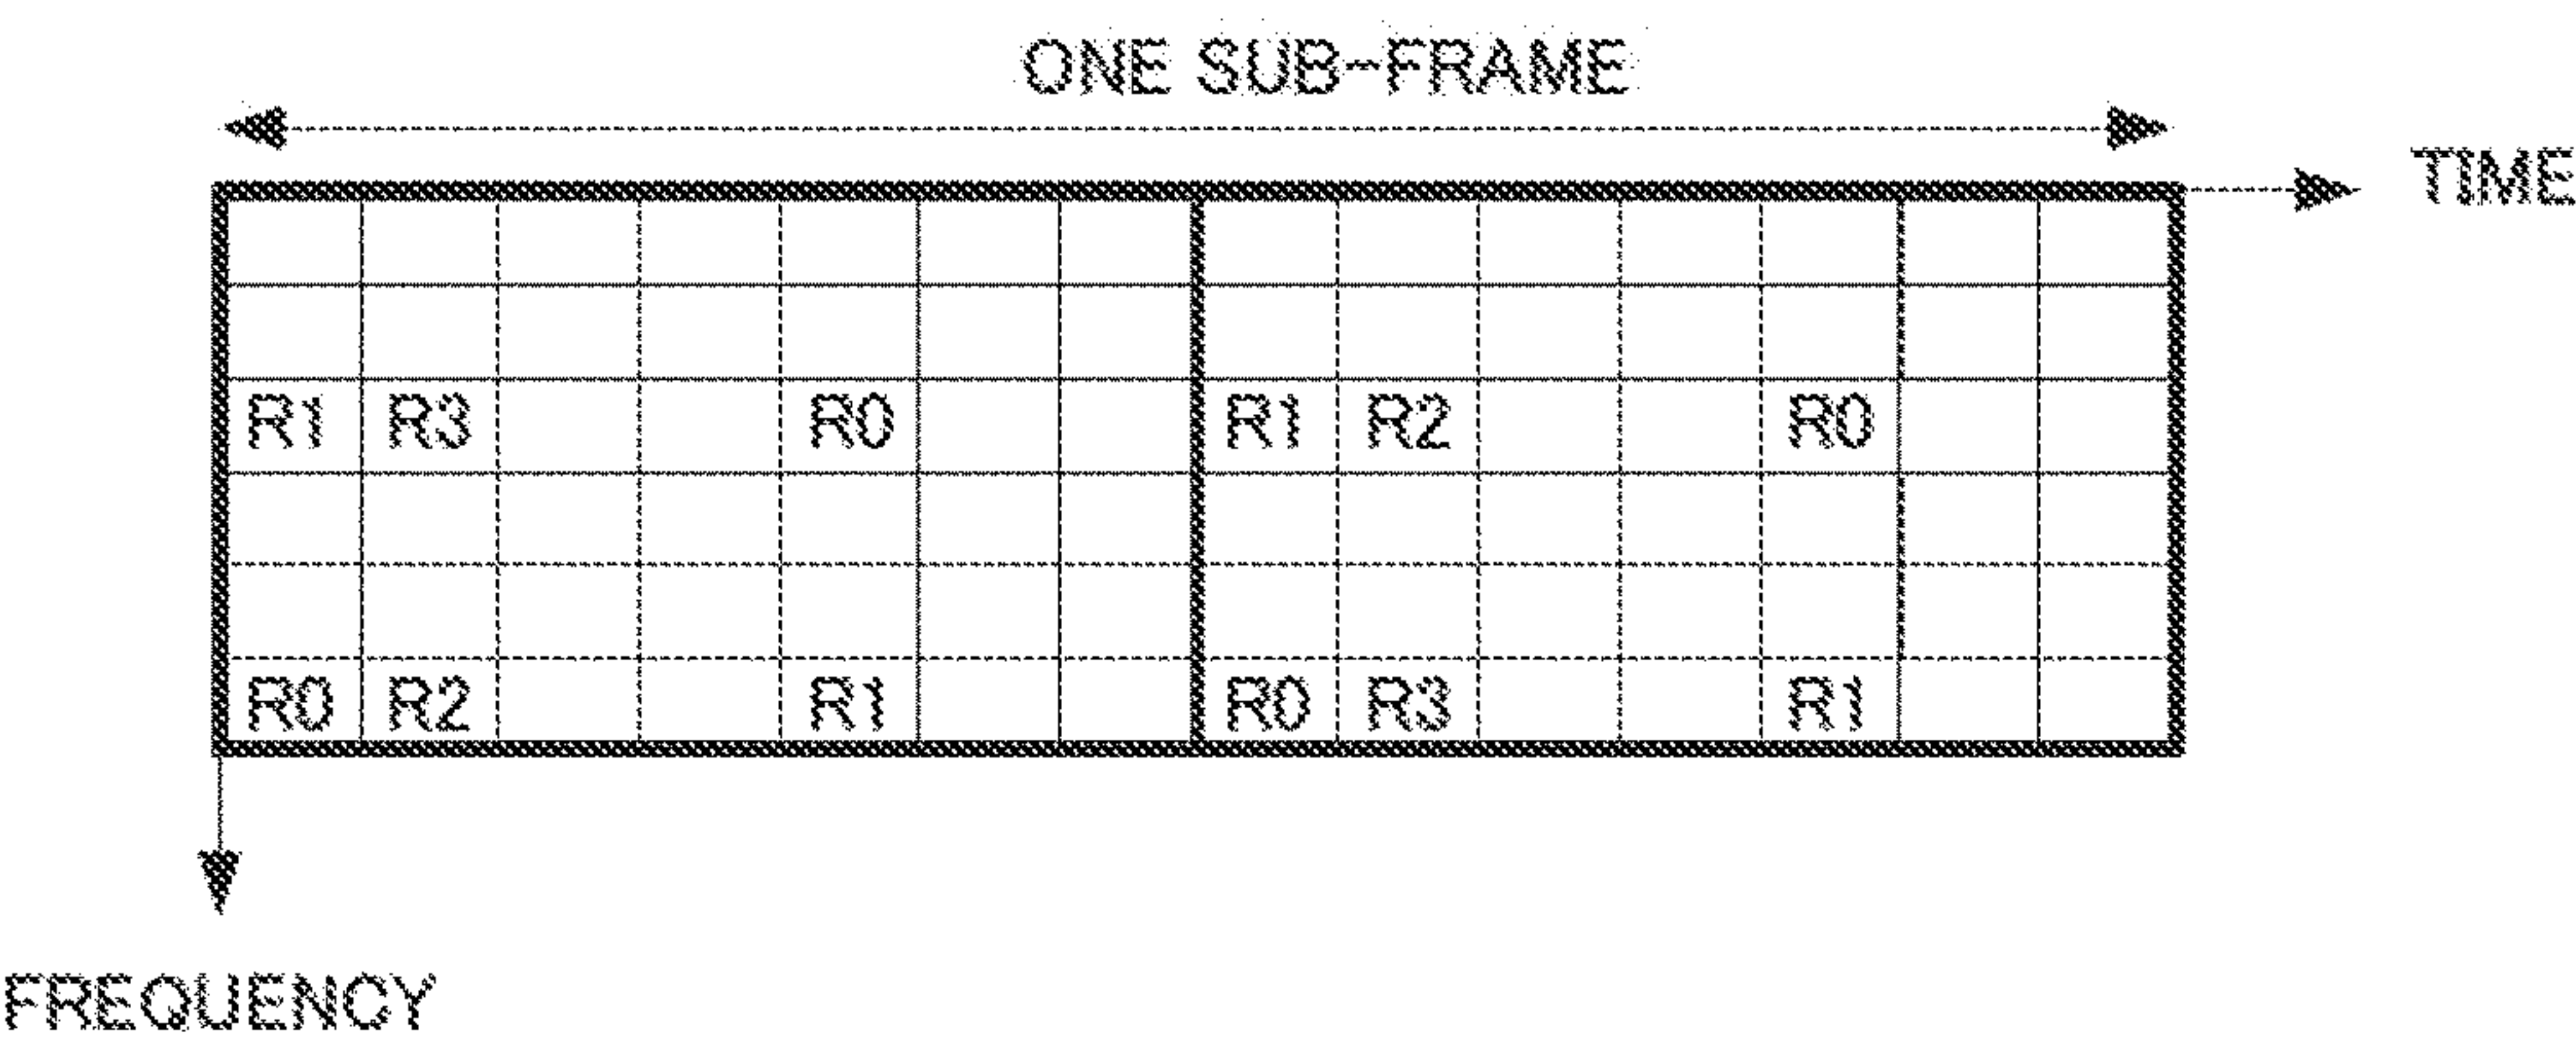 ONE SUB-FRAME
TIME
R1 R3 R0 R1 R2 R0
R0 R2 R1 R0 R3 R1
FREQUENCY